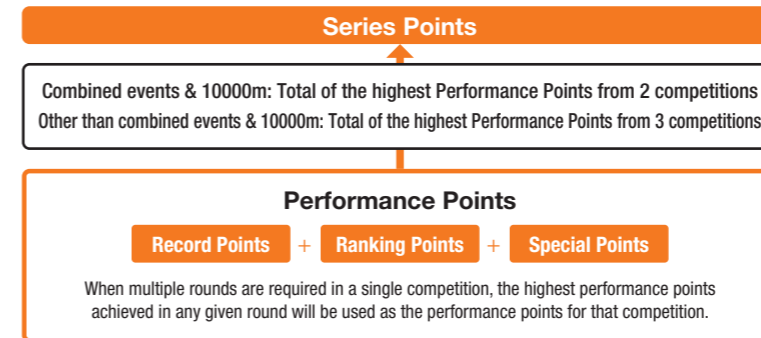 Series Points
Combined events & 10000m: Total of the highest Performance Points from 2 competitions
Other than combined events & 10000m: Total of the highest Performance Points from 3 competitions
Performance Points
Record Points + Ranking Points + Special Points
When multiple rounds are required in a single competition, the highest performance points
achieved in any given round will be used as the performance points for that competition.